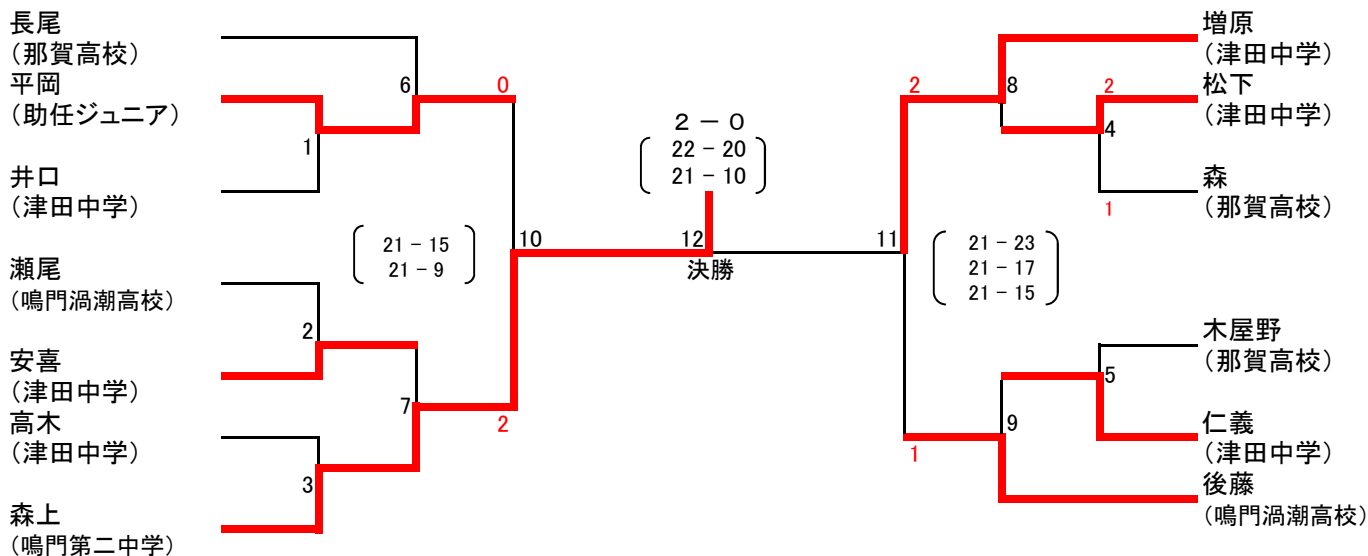 長尾
（那賀高校）
平岡
（助任ジュニア）
井口
（津田中学）
瀬尾
（鳴門渦潮高校）
安喜
（津田中学）
高木
（津田中学）
森上
（鳴門第二中学）
6
0
1
21 － 15
21 － 9
10
2
7
2
3
2 － 0
22 － 20
21 － 10
12
決勝
11
2
8
2
4
1
21 － 23
21 － 17
21 － 15
5
9
1
増原
（津田中学）
松下
（津田中学）
森
（那賀高校）
木屋野
（那賀高校）
仁義
（津田中学）
後藤
（鳴門渦潮高校）